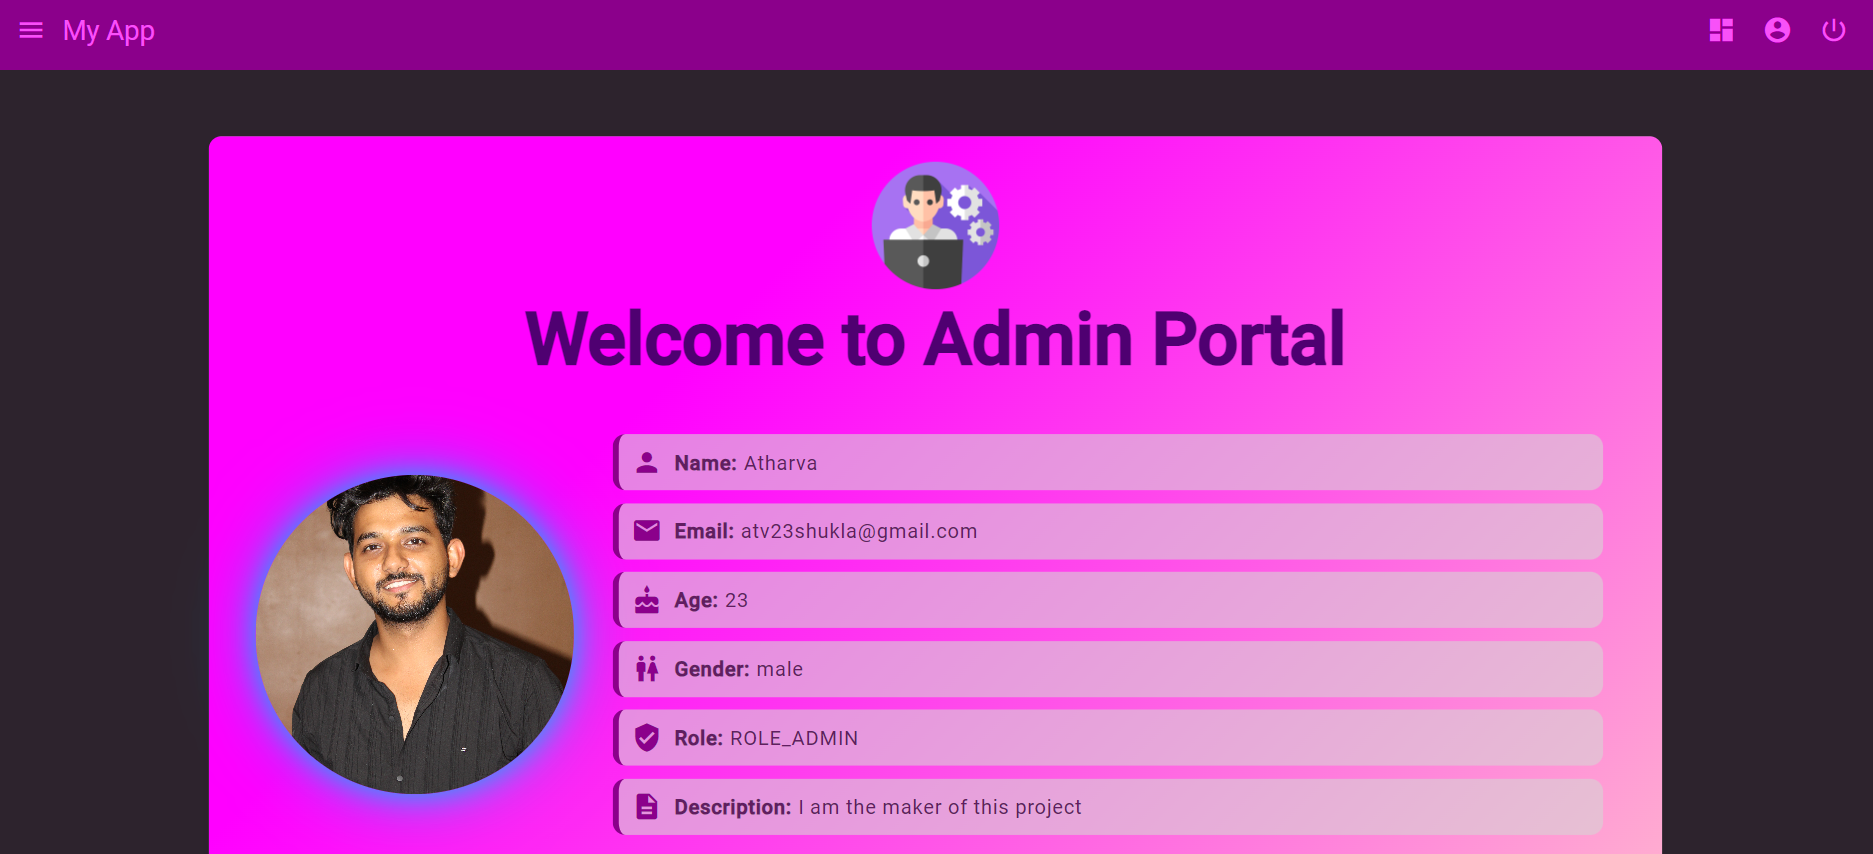 My App
Welcome to Admin Portal
Name: Atharva
Email: atv23shukla@gmail.com
Age: 23
Gender: male
Role: ROLE_ADMIN
Description: I am the maker of this project